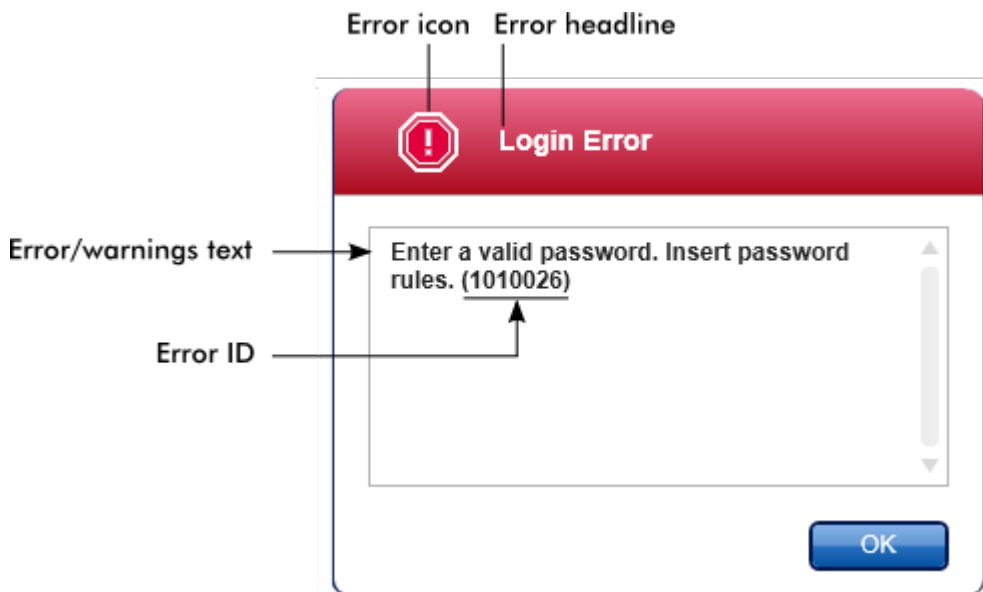 Error icon Error headline
Login Error
Error/warnings text
Enter a valid password. Insert password
rules. (1010026)
Error ID
OK